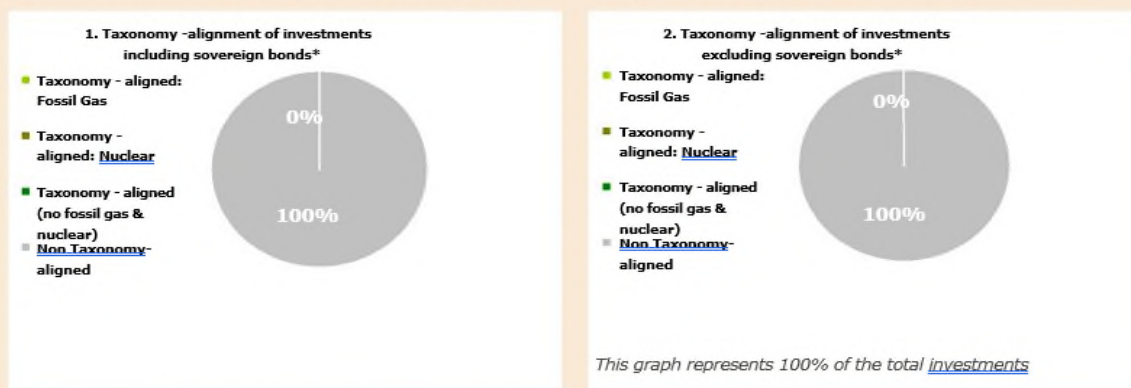 1. Taxonomy -alignment of investments
including sovereign bonds*
Taxonomy - aligned:
Fossil Gas
Taxonomy -
aligned: Nuclear
Taxonomy - aligned
(no fossil gas &
nuclear)
Non Taxonomy-
aligned
0%
100%
2. Taxonomy -alignment of investments
excluding sovereign bonds*
Taxonomy - aligned:
Fossil Gas
Taxonomy -
aligned: Nuclear
Taxonomy - aligned
(no fossil gas &
nuclear)
Non Taxonomy-
aligned
0%
100%
This graph represents 100% of the total investments